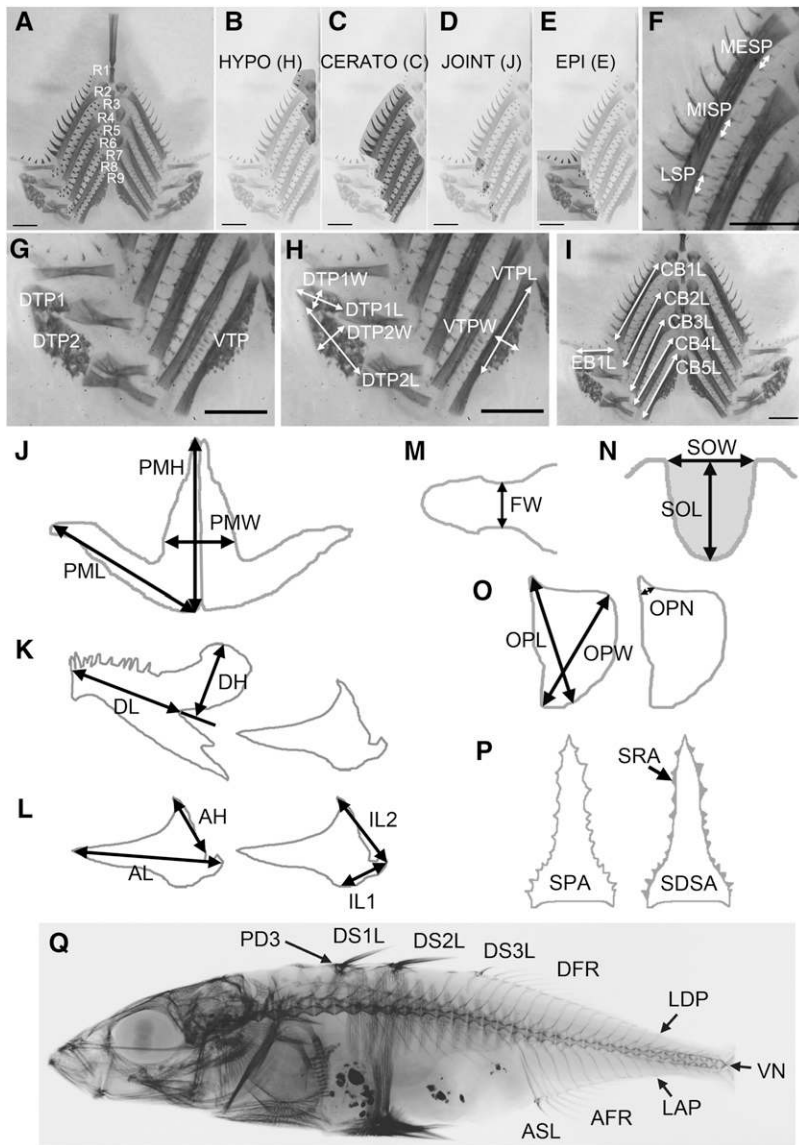 A
R1
R2
R3
R4
R5
R6
R7
R8
R9
B
HYPO (H)
C
CERATO (C)
D
JOINT (J)
E
EPI (E)
F
MESP
MISP
LSP
G
DTP1
DTP2
VTP
H
DTP1W
DTP1L
DTP2W
DTP2L
VTPL
VTPW
I
CB1L
CB2L
CB3L
CB4L
CB5L
EB1L
J
PMH
PMW
PML
K
DL
DH
L
AH
AL
IL2
IL1
M
FW
N
SOW
SOL
O
OPL
OPW
OPN
P
SPA
SRA
SDSA
Q
PD3
DS1L
DS2L
DS3L
DFR
LDP
VN
LAP
AFR
ASL